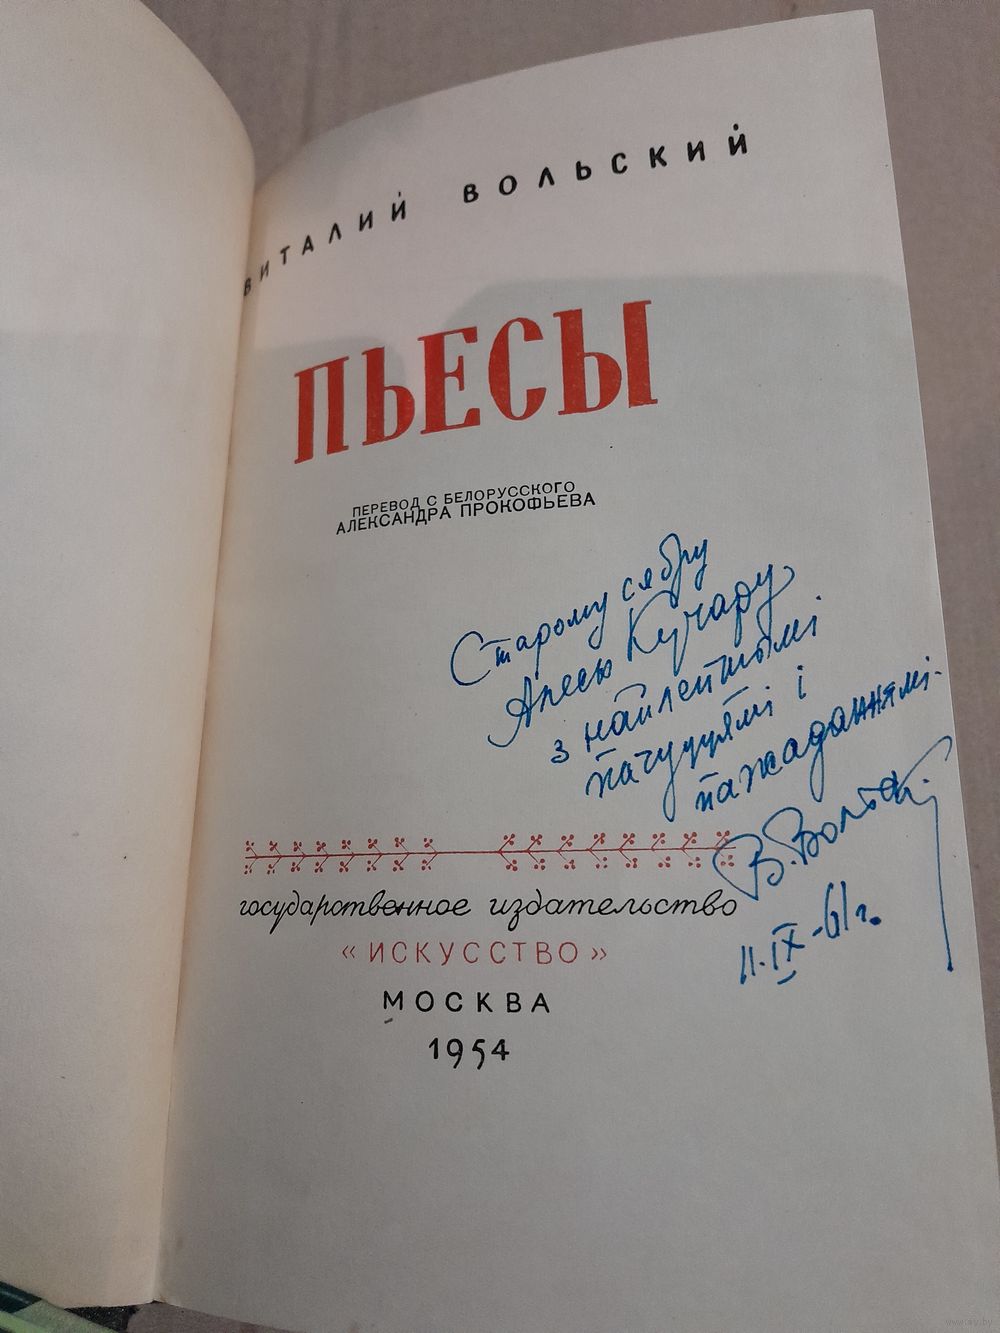 ВИТАЛИЙ ВОЛЬСКИЙ
ПЬЕСЫ
ПЕРЕВОД С БЕЛОРУССКОГО
АЛЕКСАНДРА ПРОКОФЬЕВА
Старому сябру
Алесю Кучару
з найлепшымі
пачуццямі і
пажаданнямі.
В. Вольскі
11.IX-61г.
государственное издательство
«ИСКУССТВО»
МОСКВА
1954